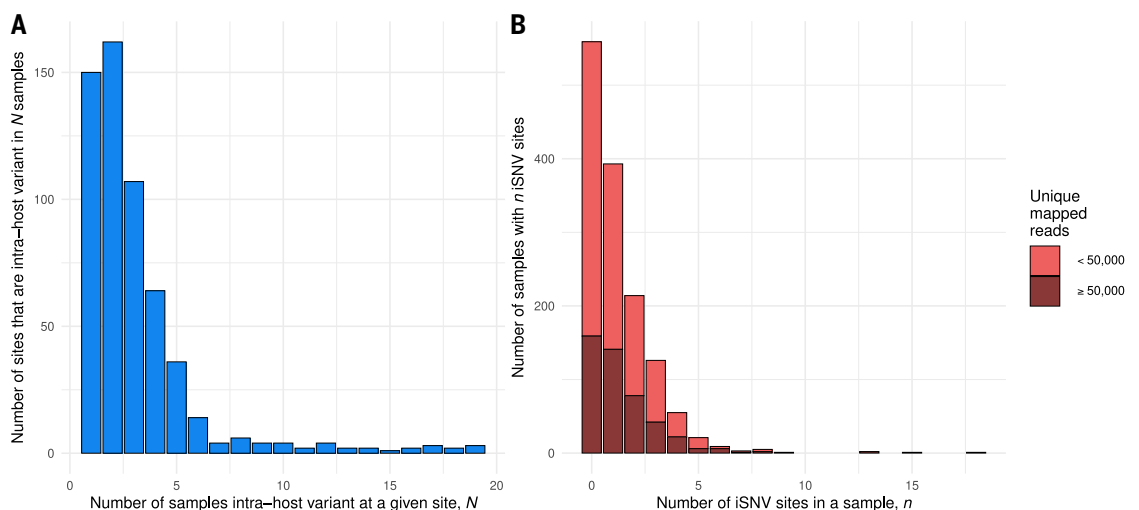 A
Number of sites that are intra−host variant in N samples
150
100
50
0
0
5
10
15
20
Number of samples intra−host variant at a given site, N
B
Number of samples with n iSNV sites
400
200
0
0
5
10
15
Number of iSNV sites in a sample, n
Unique
mapped
reads
< 50,000
≥ 50,000